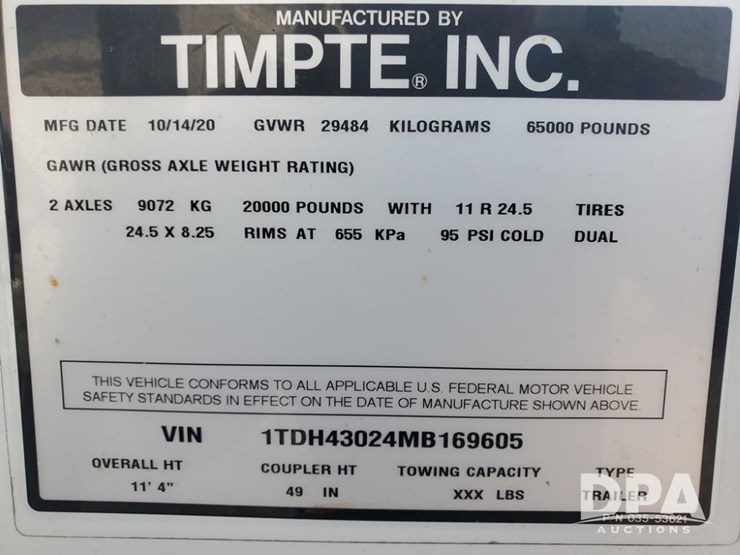 MANUFACTURED BY
TIMPTE® INC.
MFG DATE 10/14/20 GVWR 29484 KILOGRAMS 65000 POUNDS
GAWR (GROSS AXLE WEIGHT RATING)
2 AXLES 9072 KG 20000 POUNDS WITH 11 R 24.5 TIRES
24.5 X 8.25 RIMS AT 655 KPa 95 PSI COLD DUAL
THIS VEHICLE CONFORMS TO ALL APPLICABLE U.S. FEDERAL MOTOR VEHICLE
SAFETY STANDARDS IN EFFECT ON THE DATE OF MANUFACTURE SHOWN ABOVE.
VIN 1TDH43024MB169605
OVERALL HT COUPLER HT TOWING CAPACITY TYPE
11' 4" 49 IN XXX LBS TRAILER
DPA
P/N 035-53621
AUCTIONS